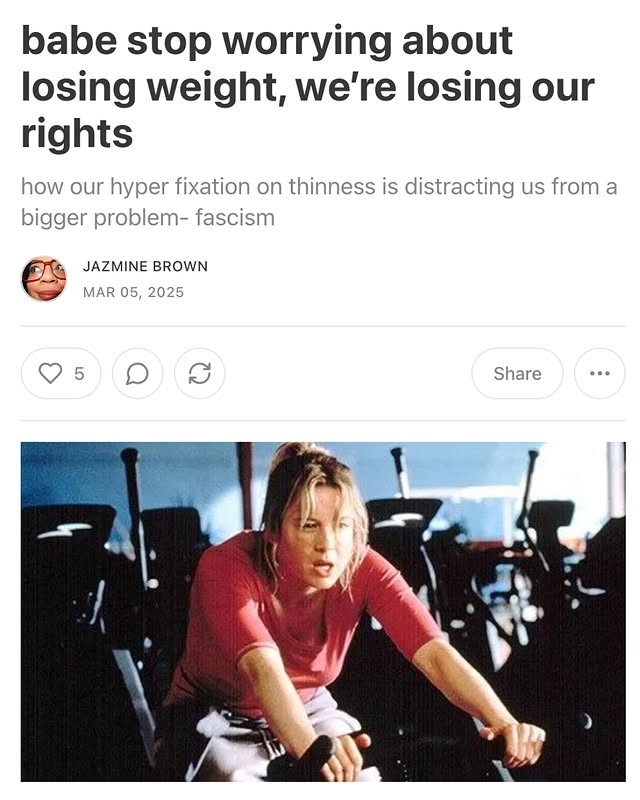 babe stop worrying about
losing weight, we’re losing our
rights
how our hyper fixation on thinness is distracting us from a
bigger problem- fascism
JAZMINE BROWN
MAR 05, 2025
5
Share